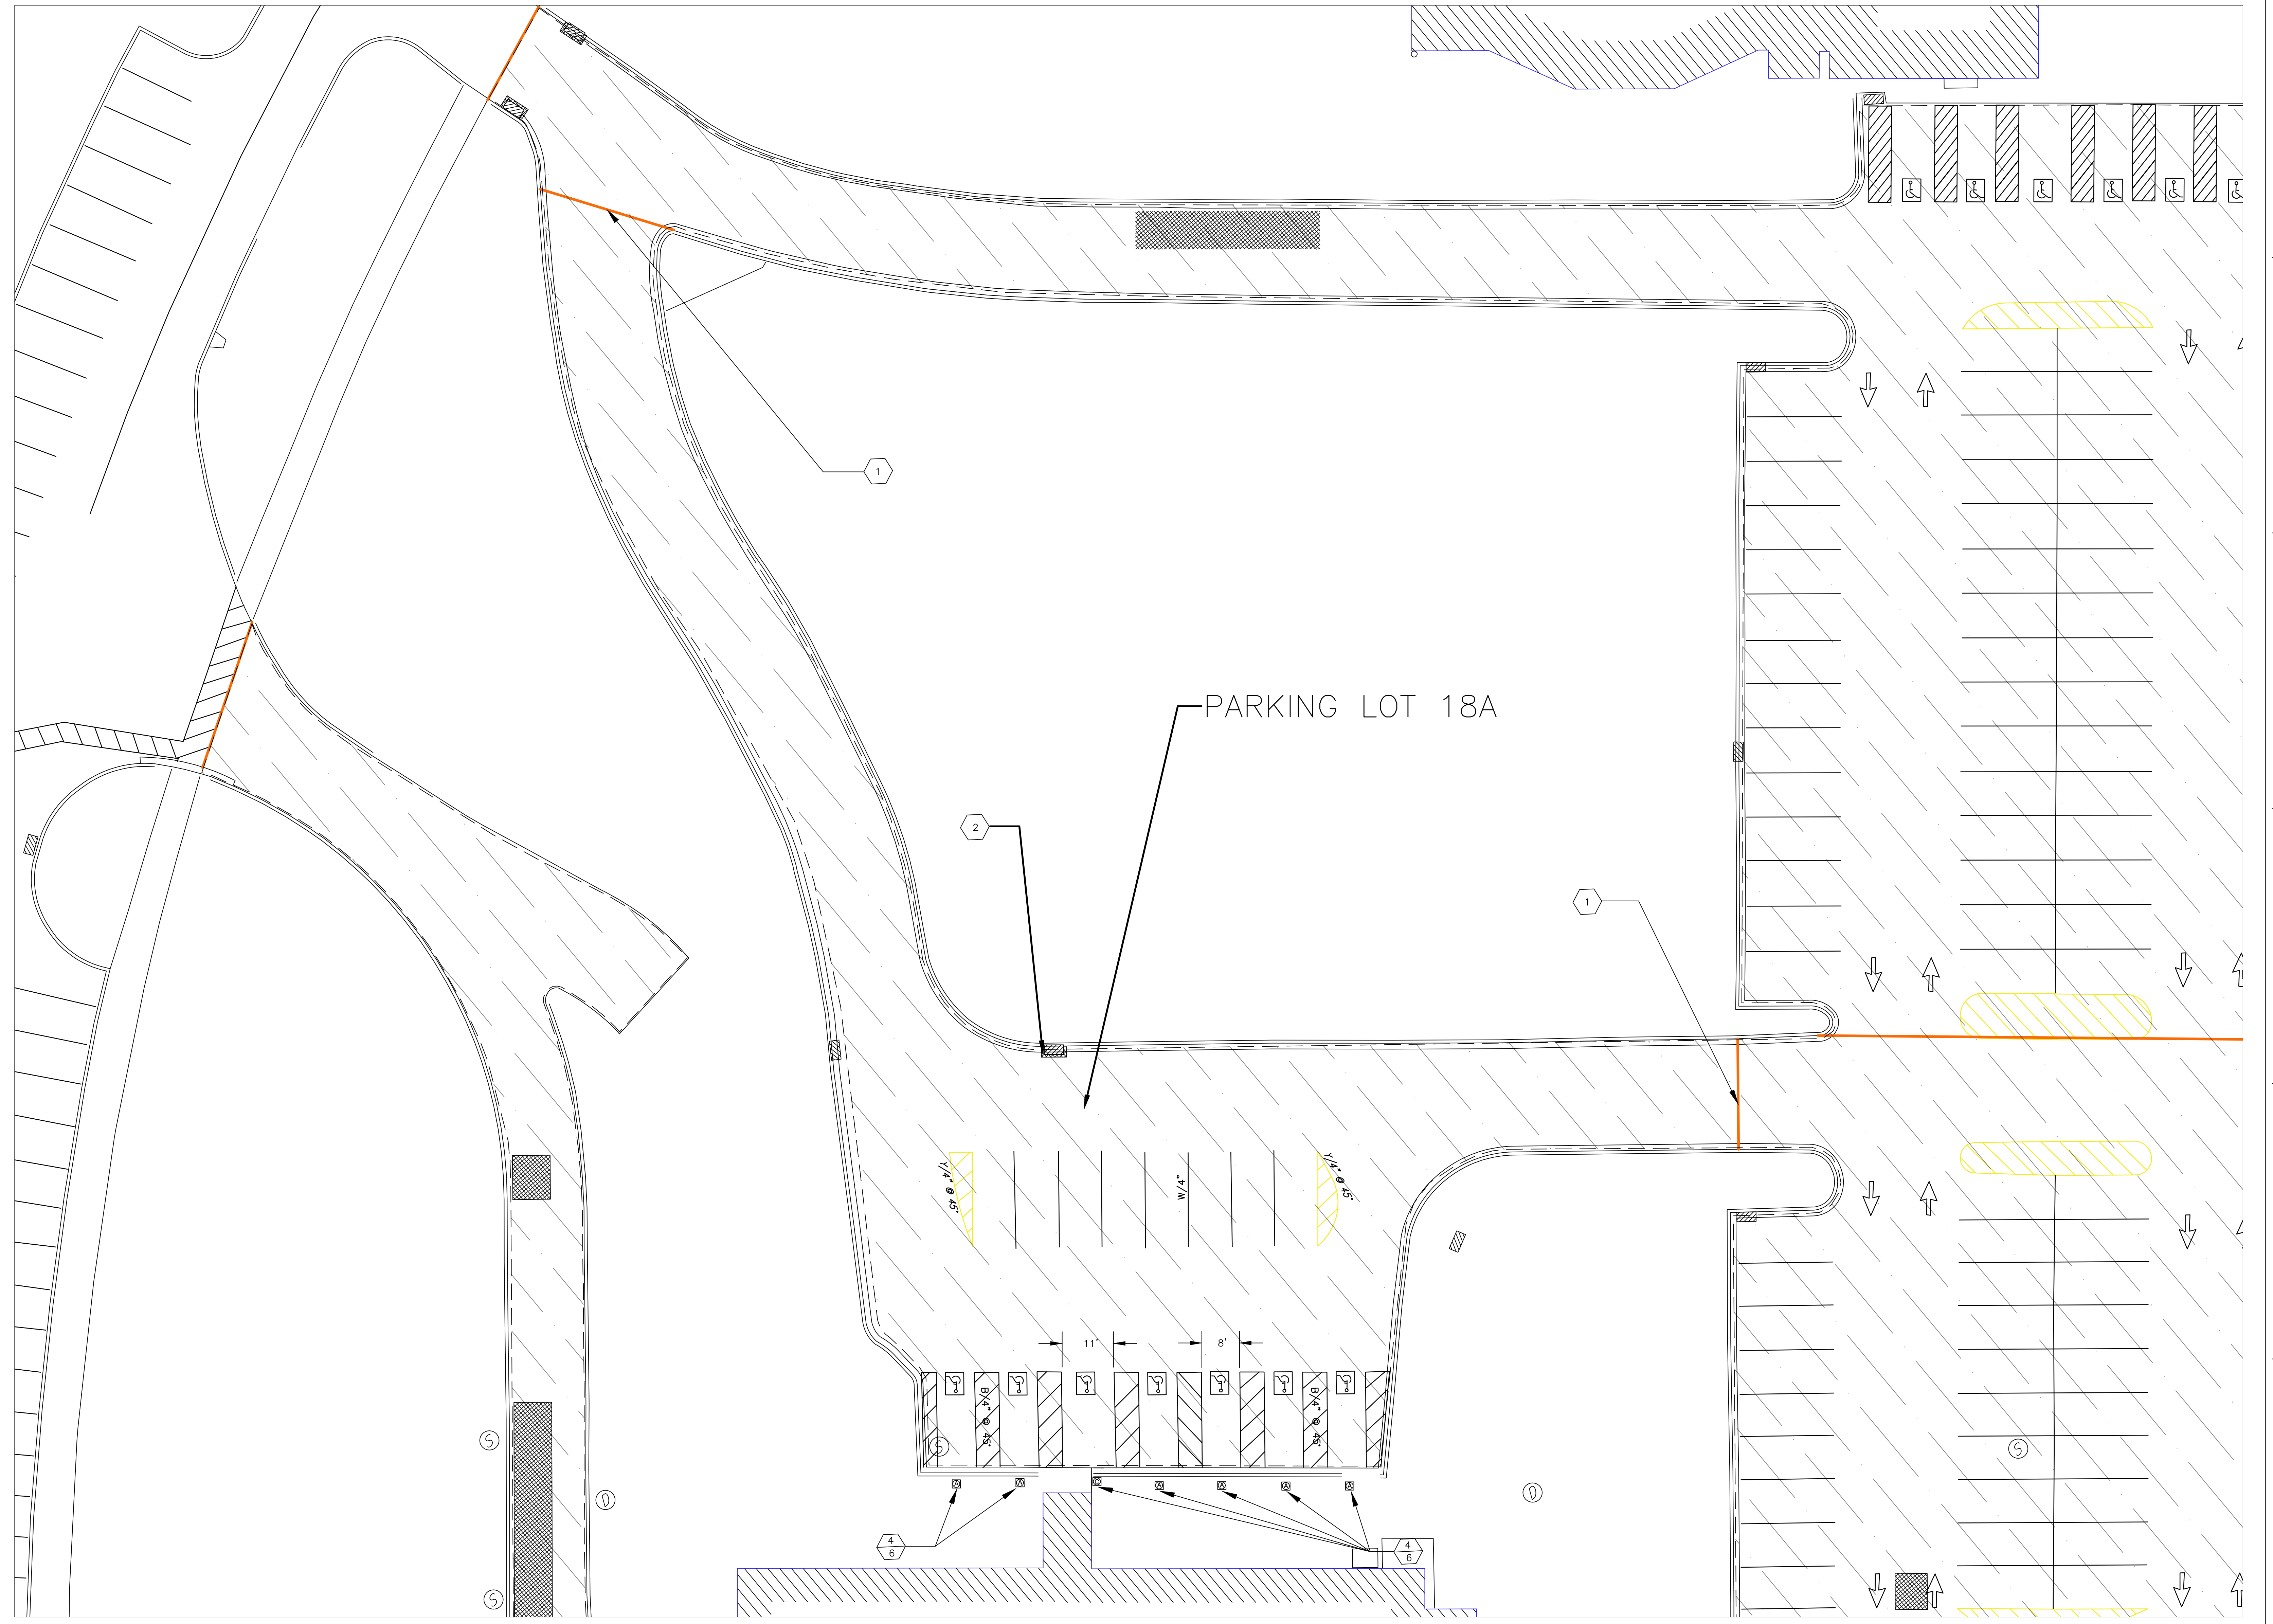 1
PARKING LOT 18A
2
1
Y/4" @ 45°
W/4"
Y/4" @ 45°
11'
8'
B/4" @ 45°
B/4" @ 45°
S
S
S
S
A
A
C
A
A
A
A
D
D
4
6
4
6